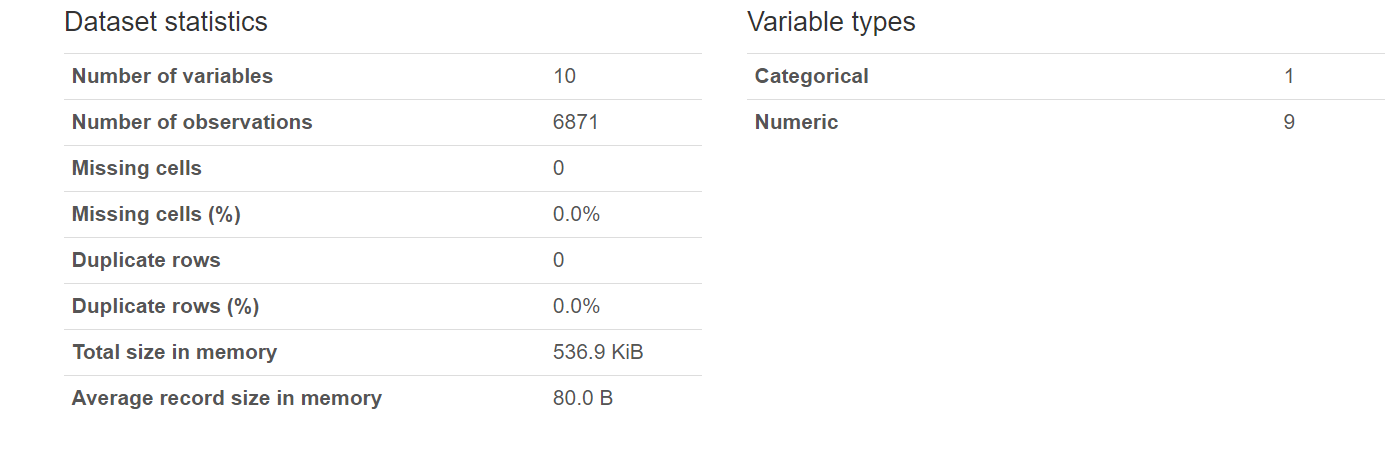 Dataset statistics
Number of variables 10
Number of observations 6871
Missing cells 0
Missing cells (%) 0.0%
Duplicate rows 0
Duplicate rows (%) 0.0%
Total size in memory 536.9 KiB
Average record size in memory 80.0 B
Variable types
Categorical 1
Numeric 9